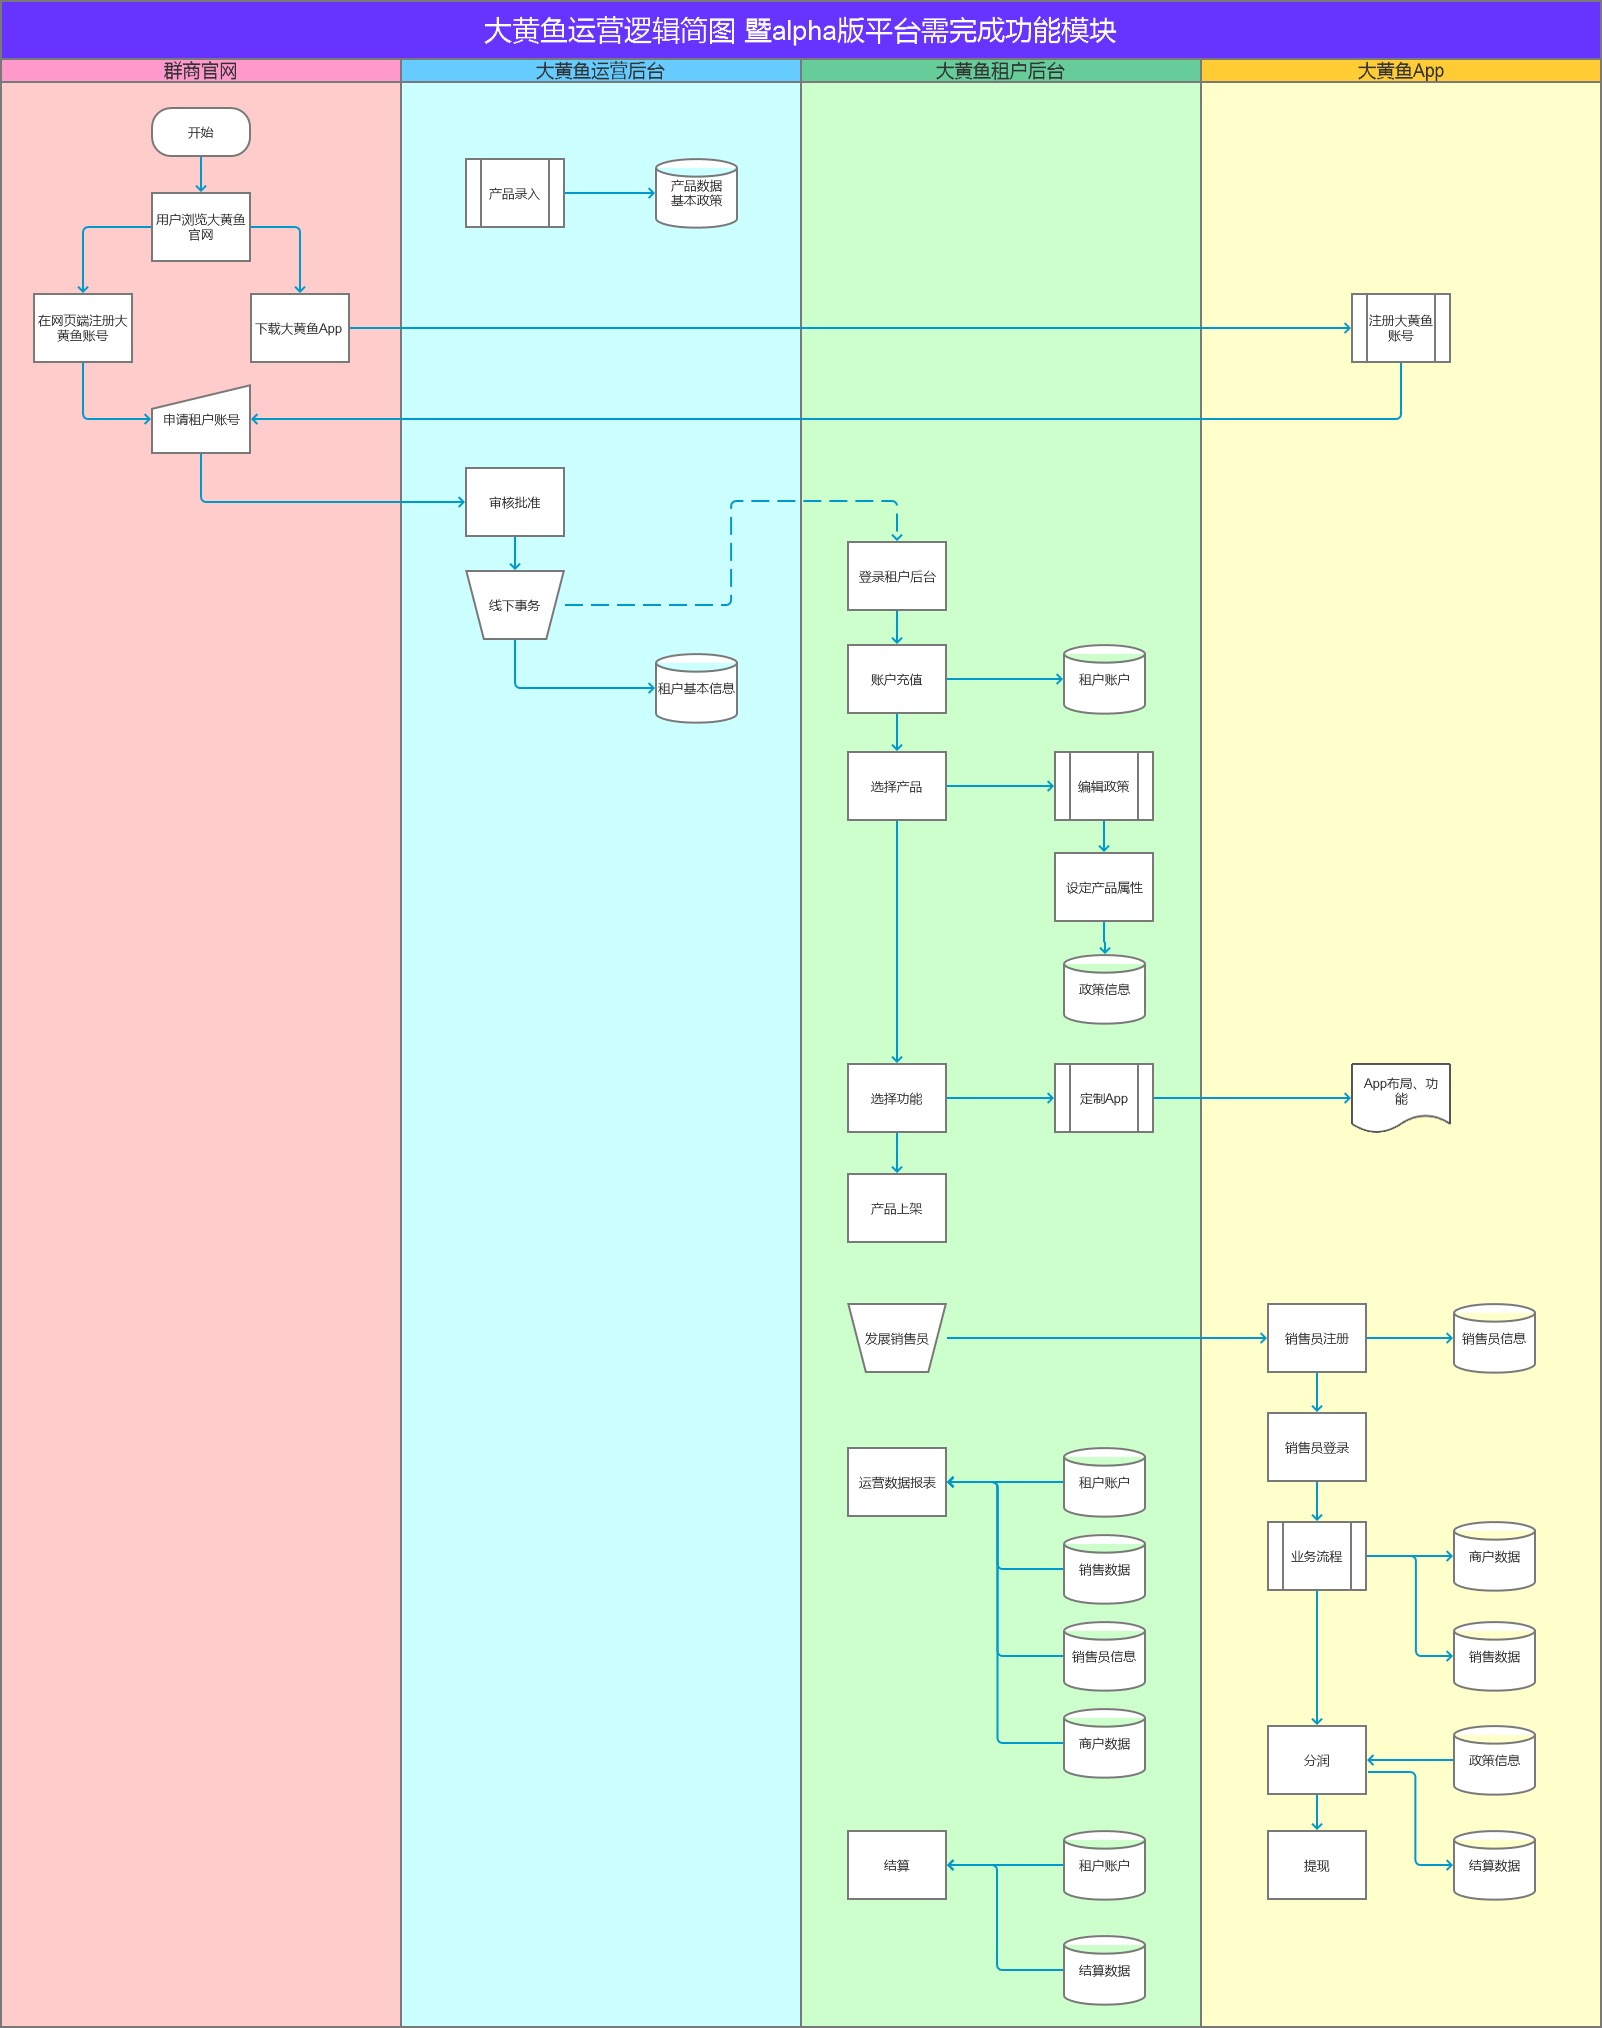 大黄鱼运营逻辑简图 暨alpha版平台需完成功能模块
群商官网
大黄鱼运营后台
大黄鱼租户后台
大黄鱼App
开始
产品录入
产品数据
基本政策
用户浏览大黄鱼
官网
在网页端注册大
黄鱼账号
下载大黄鱼App
注册大黄鱼
账号
申请租户账号
审核批准
登录租户后台
线下事务
租户基本信息
账户充值
租户账户
选择产品
编辑政策
设定产品属性
政策信息
选择功能
定制App
App布局、功
能
产品上架
发展销售员
销售员注册
销售员信息
销售员登录
运营数据报表
租户账户
销售数据
业务流程
商户数据
销售员信息
销售数据
商户数据
分润
政策信息
结算
租户账户
提现
结算数据
结算数据